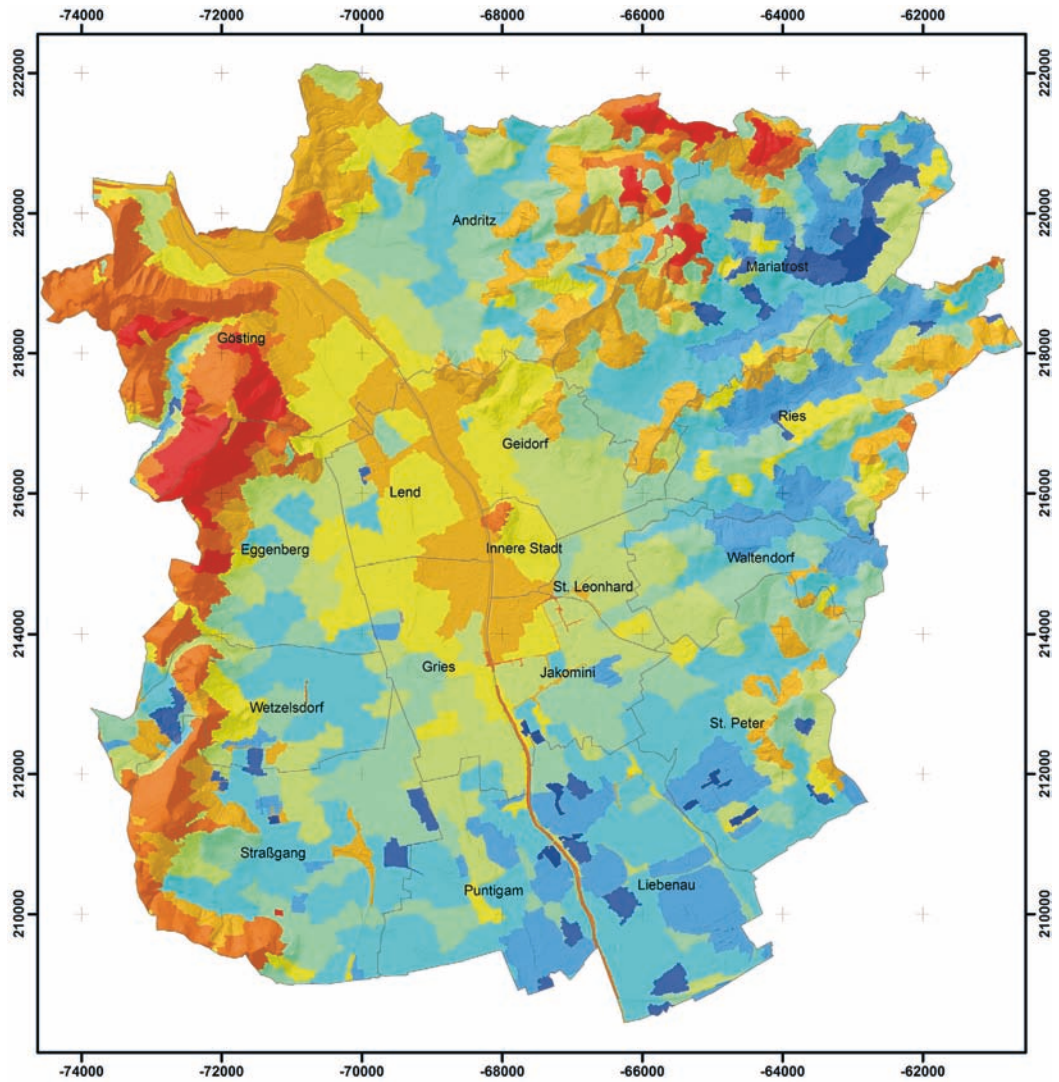 -74000 -72000 -70000 -68000 -66000 -64000 -62000
222000 222000
220000 220000
Andritz
Mariatrost
218000 218000
Gösting
Ries
Geidorf
216000 216000
Lend
Innere Stadt
Eggenberg
Waltendorf
St. Leonhard
214000 214000
Gries
Jakomini
Wetzelsdorf
St. Peter
212000 212000
Straßgang
Liebenau
Puntigam
210000 210000
-74000 -72000 -70000 -68000 -66000 -64000 -62000